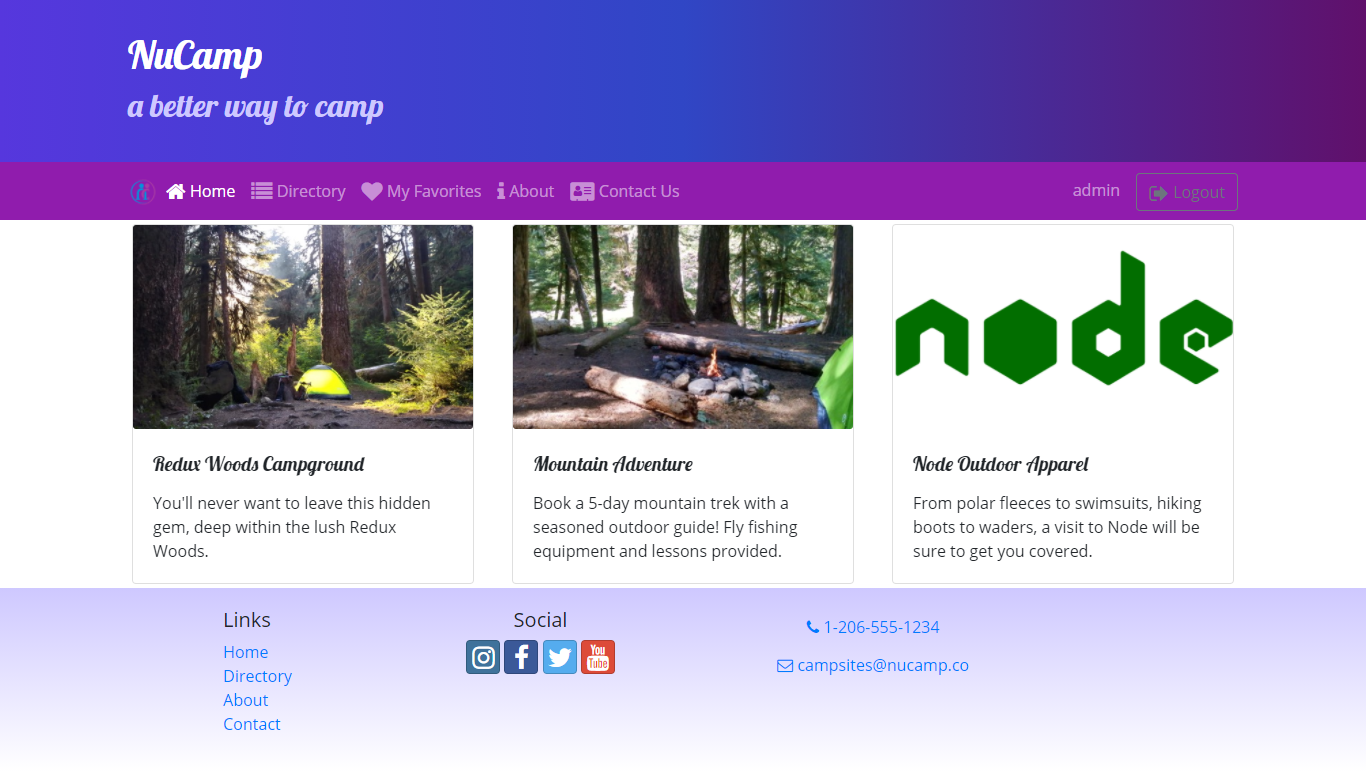 NuCamp
a better way to camp
Home Directory My Favorites About Contact Us admin Logout
node
Redux Woods Campground
You'll never want to leave this hidden
gem, deep within the lush Redux
Woods.
Mountain Adventure
Book a 5-day mountain trek with a
seasoned outdoor guide! Fly fishing
equipment and lessons provided.
Node Outdoor Apparel
From polar fleeces to swimsuits, hiking
boots to waders, a visit to Node will be
sure to get you covered.
Links
Home
Directory
About
Contact
Social
You
Tube
1-206-555-1234
campsites@nucamp.co